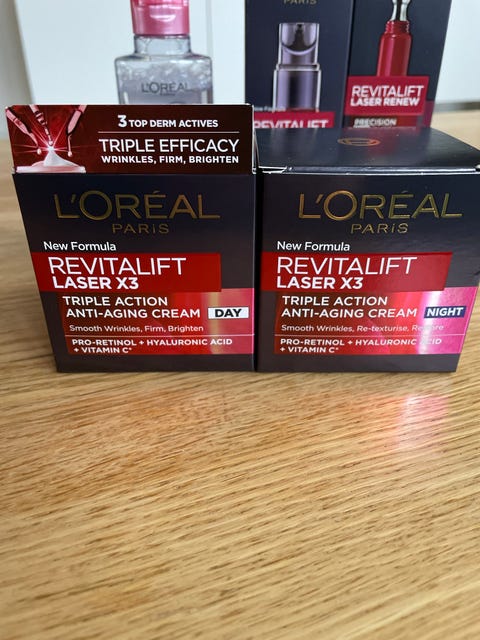 L'ORÉAL
PARIS
New Formula
REVITALIFT
REVITALIFT
LASER RENEW
PRECISION
3 TOP DERM ACTIVES
TRIPLE EFFICACY
WRINKLES, FIRM, BRIGHTEN
L'ORÉAL
PARIS
New Formula
REVITALIFT
LASER X3
TRIPLE ACTION
ANTI-AGING CREAM DAY
Smooth Wrinkles, Firm, Brighten
PRO-RETINOL + HYALURONIC ACID
+ VITAMIN C*
L'ORÉAL
PARIS
New Formula
REVITALIFT
LASER X3
TRIPLE ACTION
ANTI-AGING CREAM NIGHT
Smooth Wrinkles, Re-texturise, Restore
PRO-RETINOL + HYALURONIC ACID
+ VITAMIN C*